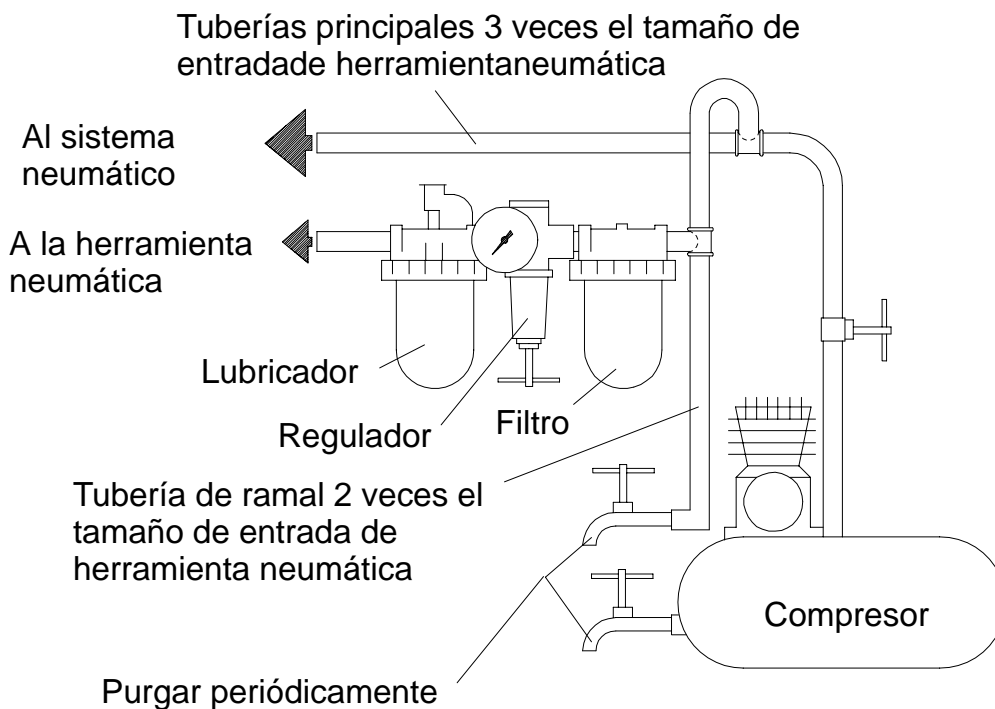 Tuberías principales 3 veces el tamaño de
entradade herramientaneumática
Al sistema
neumático
A la herramienta
neumática
Lubricador
Regulador
Filtro
Tubería de ramal 2 veces el
tamaño de entrada de
herramienta neumática
Compresor
Purgar periódicamente